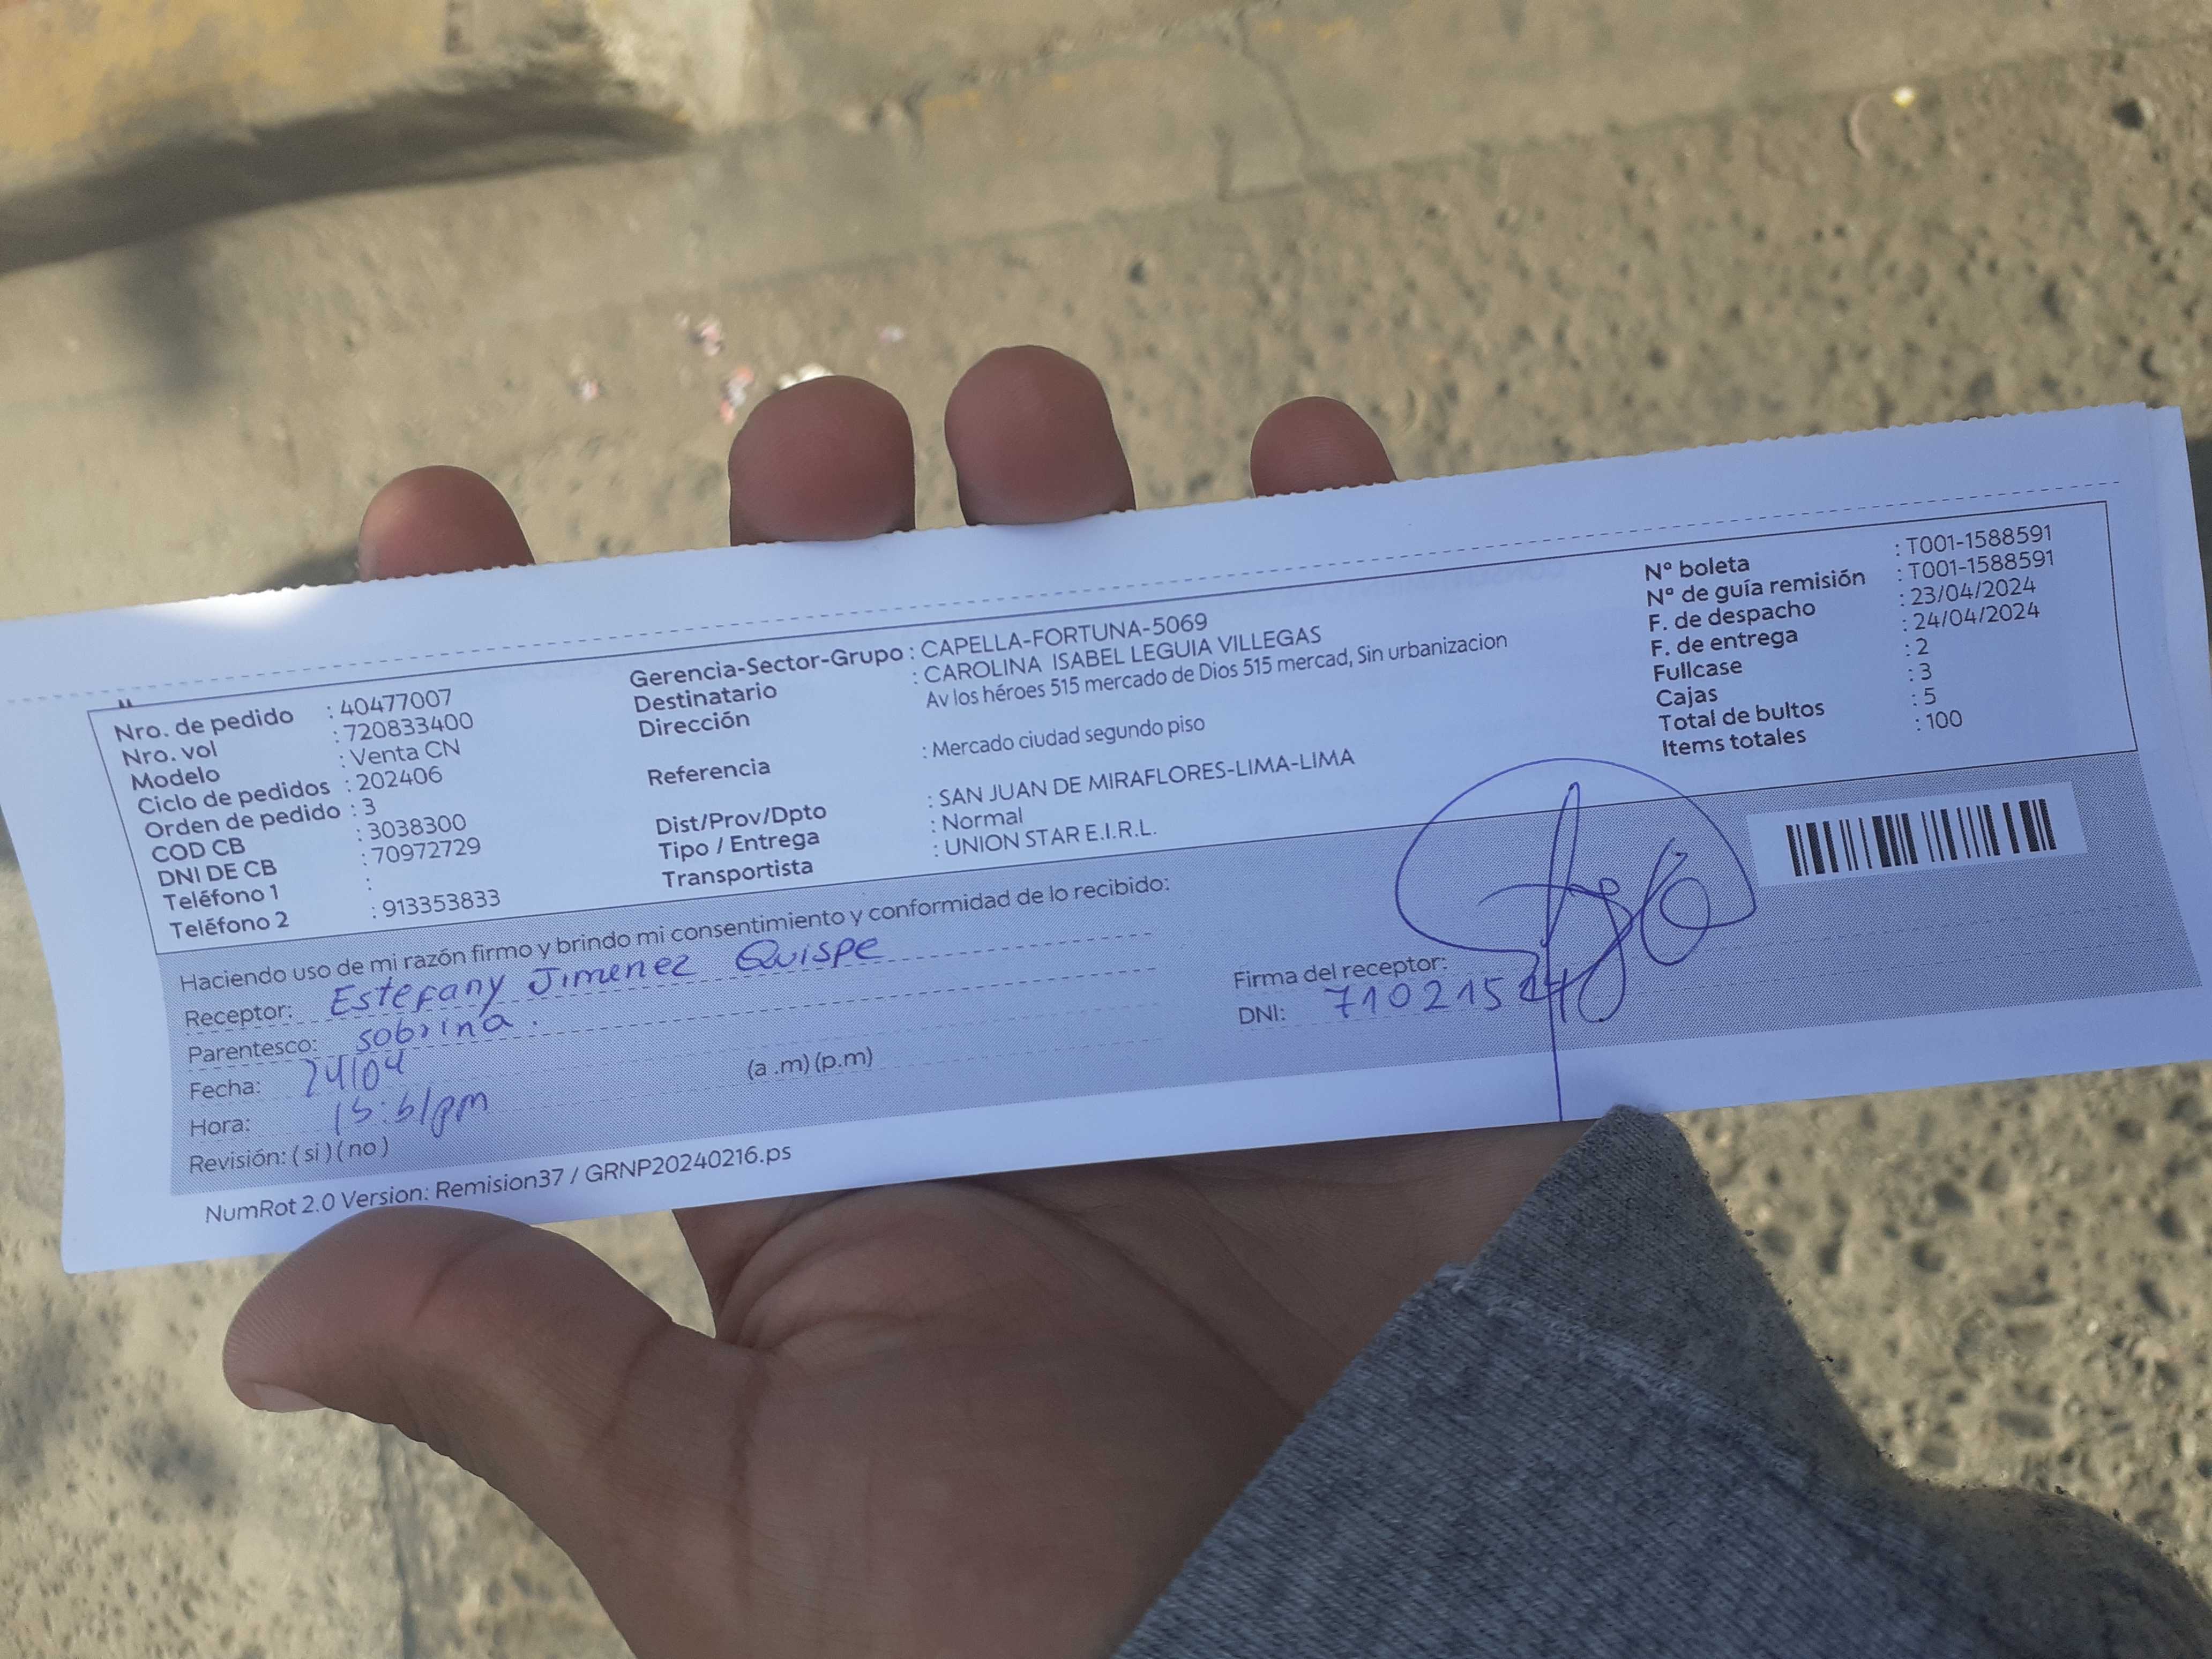 Nro. de pedido : 40477007
Nro. vol : 720833400
Modelo : Venta CN
Ciclo de pedidos : 202406
Orden de pedido : 3
COD CB : 3038300
DNI DE CB : 70972729
Teléfono 1 :
Teléfono 2 : 913353833
Gerencia-Sector-Grupo : CAPELLA-FORTUNA-5069
Destinatario : CAROLINA ISABEL LEGUIA VILLEGAS
Dirección Av los héroes 515 mercado de Dios 515 mercad, Sin urbanizacion
Referencia : Mercado ciudad segundo piso
Dist/Prov/Dpto : SAN JUAN DE MIRAFLORES-LIMA-LIMA
Tipo / Entrega : Normal
Transportista : UNION STAR E.I.R.L.
Nº boleta : T001-1588591
Nº de guía remisión : T001-1588591
F. de despacho : 23/04/2024
F. de entrega : 24/04/2024
Fullcase : 2
Cajas : 3
Total de bultos : 5
Items totales : 100
Haciendo uso de mi razón firmo y brindo mi consentimiento y conformidad de lo recibido:
Receptor: Estefany Jimenez Quispe
Parentesco: sobrina.
Fecha: 24/04
Hora: (a .m) (p.m)
Revisión: ( si ) ( no )
Firma del receptor:
DNI:
NumRot 2.0 Version: Remision37 / GRNP20240216.ps